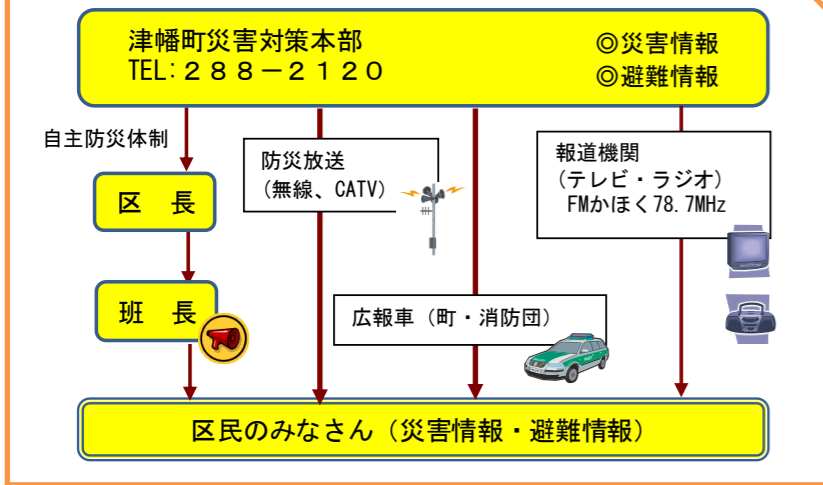 津幡町災害対策本部
TEL:２８８－２１２０
◎災害情報
◎避難情報
自主防災体制
区　長
班　長
防災放送
(無線、CATV)
広報車（町・消防団）
報道機関
(テレビ・ラジオ)
FMかほく78.7MHz
区民のみなさん（災害情報・避難情報）